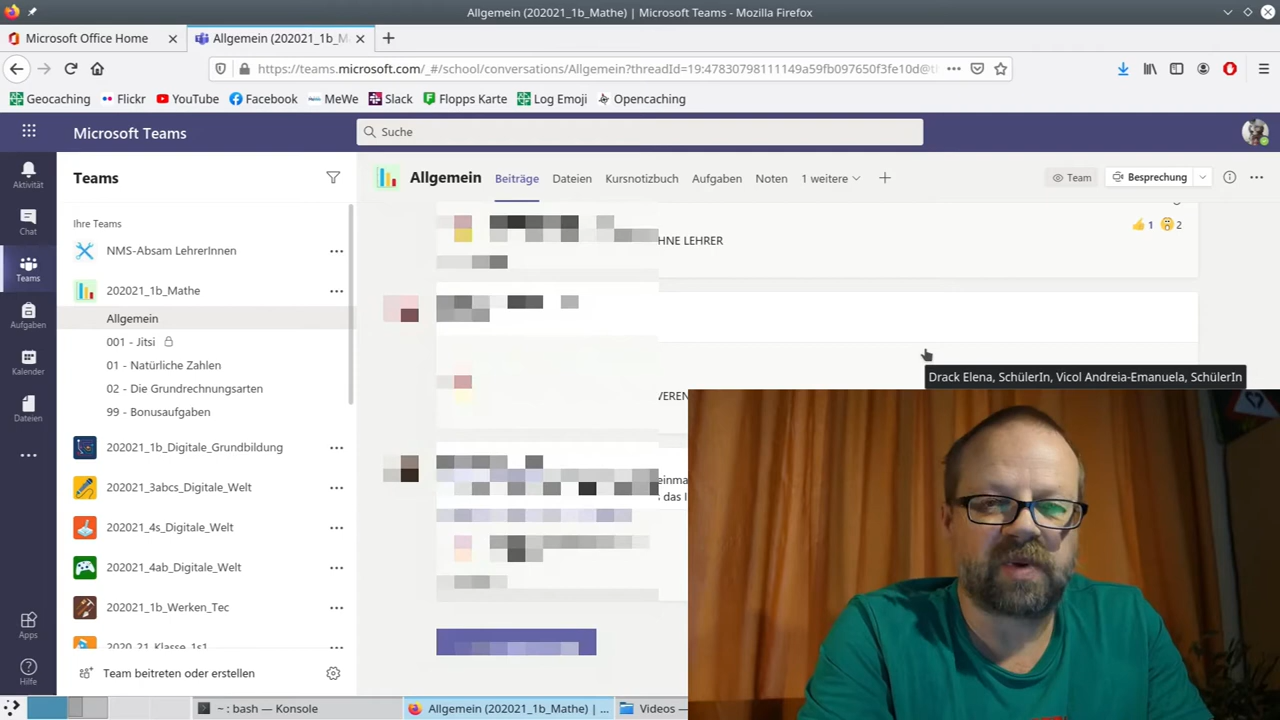 Allgemein (202021_1b_Mathe) | Microsoft Teams - Mozilla Firefox
Microsoft Office Home
Allgemein (202021_1b_M
https://teams.microsoft.com/_#/school/conversations/Allgemein?threadId=19:47830798111149a59fb097650f3fe10d@t
Geocaching
Flickr
YouTube
Facebook
MeWe
Slack
Flopps Karte
Log Emoji
Opencaching
Microsoft Teams
Suche
Aktivität
Chat
Teams
Aufgaben
Kalender
Dateien
Apps
Hilfe
Teams
Ihre Teams
NMS-Absam LehrerInnen
202021_1b_Mathe
Allgemein
001 - Jitsi
01 - Natürliche Zahlen
02 - Die Grundrechnungsarten
99 - Bonusaufgaben
202021_1b_Digitale_Grundbildung
202021_3abcs_Digitale_Welt
202021_4s_Digitale_Welt
202021_4ab_Digitale_Welt
202021_1b_Werken_Tec
2020_21_Klasse_1s1
Team beitreten oder erstellen
Allgemein
Beiträge
Dateien
Kursnotizbuch
Aufgaben
Noten
1 weitere
Team
Besprechung
HNE LEHRER
1
2
Drack Elena, SchülerIn, Vicol Andreia-Emanuela, SchülerIn
VEREN
einma
das I
~ : bash — Konsole
Allgemein (202021_1b_Mathe) | ...
Videos —